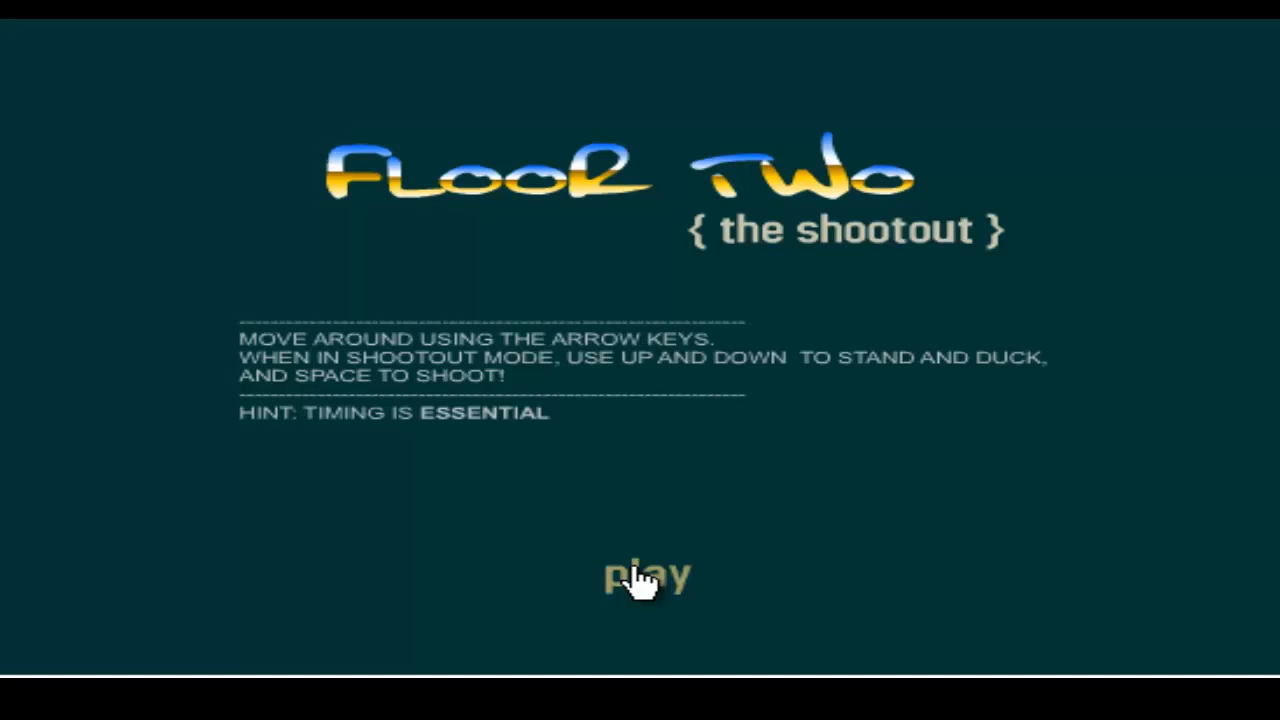 FLOOR TWO
{ the shootout }
--------------------------------------------------------------------------
MOVE AROUND USING THE ARROW KEYS.
WHEN IN SHOOTOUT MODE, USE UP AND DOWN TO STAND AND DUCK,
AND SPACE TO SHOOT!
--------------------------------------------------------------------------
HINT: TIMING IS ESSENTIAL
play